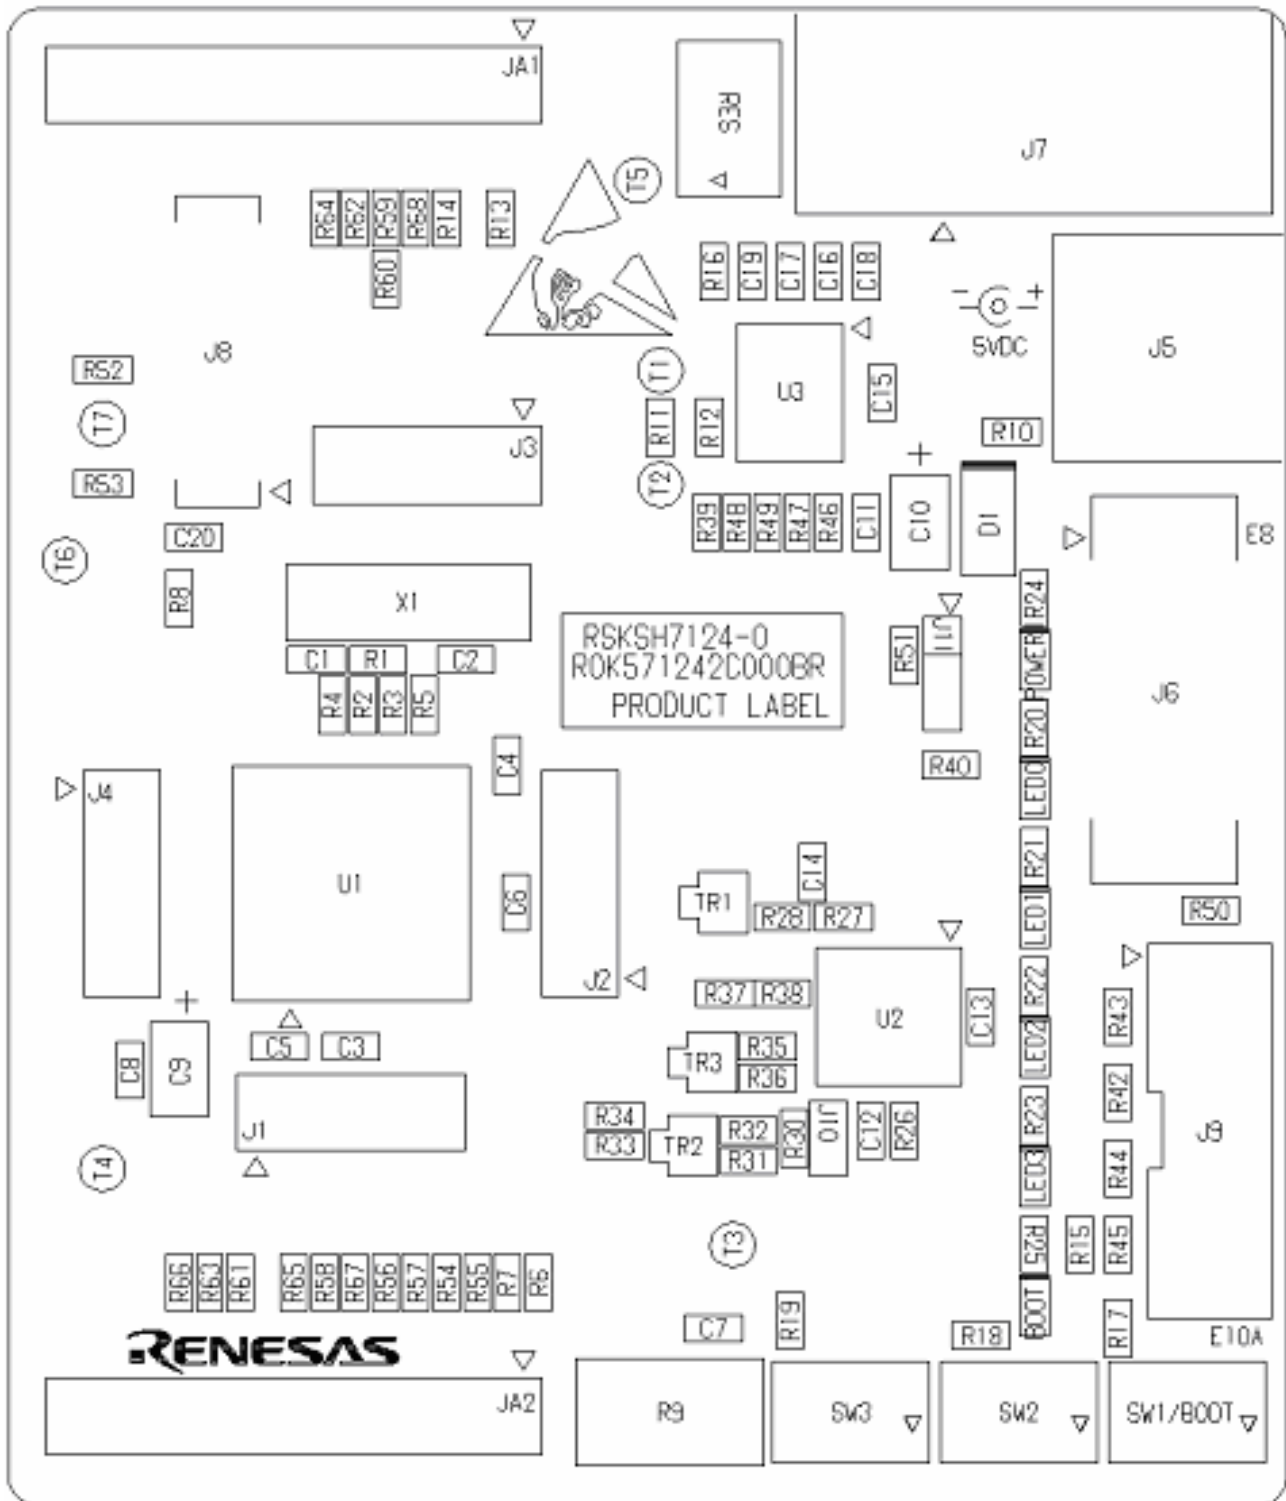 JA1
RES
J7
T5
R64
R62
R59
R68
R14
R13
R60
R16
C19
C17
C16
C18
- +
5VDC
J5
J8
R52
T7
R53
T1
U3
C15
R11
R12
R10
J3
T2
+
C20
T6
R8
X1
R39
R48
R49
R47
R46
C11
C10
D1
E8
R24
J11
R51
POWER
RSKSH7124-0
R0K571242C000BR
PRODUCT LABEL
J6
C1
R1
C2
R4
R2
R3
R5
R20
C4
R40
LED0
J4
U1
R21
C14
C6
TR1
R28
R27
LED1
R50
J2
R37
R38
R22
U2
C13
R43
+
C5
C3
C8
C9
TR3
R35
R36
LED2
R42
J1
R34
R33
TR2
R32
R31
R30
J10
C12
R26
R23
J9
T4
LED3
R44
T3
R25
R15
R45
R66
R63
R61
R65
R58
R67
R56
R57
R54
R55
R7
R6
C7
R19
BOOT
R18
R17
E10A
RENESAS
JA2
R9
SW3
SW2
SW1/BOOT